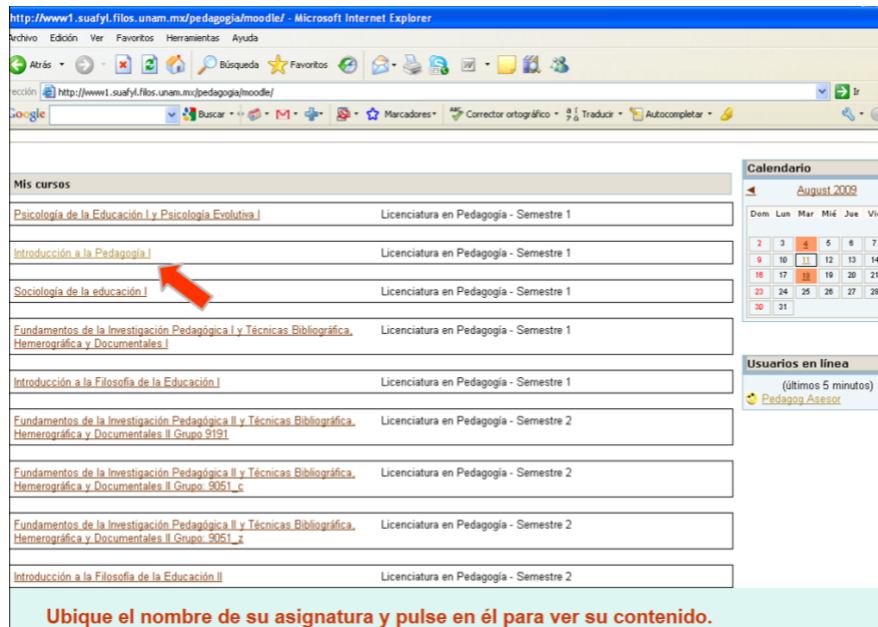 http://www1.suafyl.filos.unam.mx/pedagogia/moodle/ - Microsoft Internet Explorer
Archivo Edición Ver Favoritos Herramientas Ayuda
Atrás Búsqueda Favoritos
http://www1.suafyl.filos.unam.mx/pedagogia/moodle/ Ir
Google Buscar Marcadores Corrector ortográfico Traducir Autocompletar
Mis cursos
Psicología de la Educación I y Psicología Evolutiva I Licenciatura en Pedagogía - Semestre 1
Introducción a la Pedagogía I Licenciatura en Pedagogía - Semestre 1
Sociología de la educación I Licenciatura en Pedagogía - Semestre 1
Fundamentos de la Investigación Pedagógica I y Técnicas Bibliográfica, Licenciatura en Pedagogía - Semestre 1
Hemerográfica y Documentales I
Introducción a la Filosofía de la Educación I Licenciatura en Pedagogía - Semestre 1
Fundamentos de la Investigación Pedagógica II y Técnicas Bibliográfica, Licenciatura en Pedagogía - Semestre 2
Hemerográfica y Documentales II Grupo 9191
Fundamentos de la Investigación Pedagógica II y Técnicas Bibliográfica, Licenciatura en Pedagogía - Semestre 2
Hemerográfica y Documentales II Grupo: 9051_c
Fundamentos de la Investigación Pedagógica II y Técnicas Bibliográfica, Licenciatura en Pedagogía - Semestre 2
Hemerográfica y Documentales II Grupo: 9051_z
Introducción a la Filosofía de la Educación II Licenciatura en Pedagogía - Semestre 2
Calendario
August 2009
Dom Lun Mar Mié Jue Vie
2 3 4 5 6 7
9 10 11 12 13 14
16 17 18 19 20 21
23 24 25 26 27 28
30 31
Usuarios en línea
(últimos 5 minutos)
Pedagog Asesor
Ubique el nombre de su asignatura y pulse en él para ver su contenido.